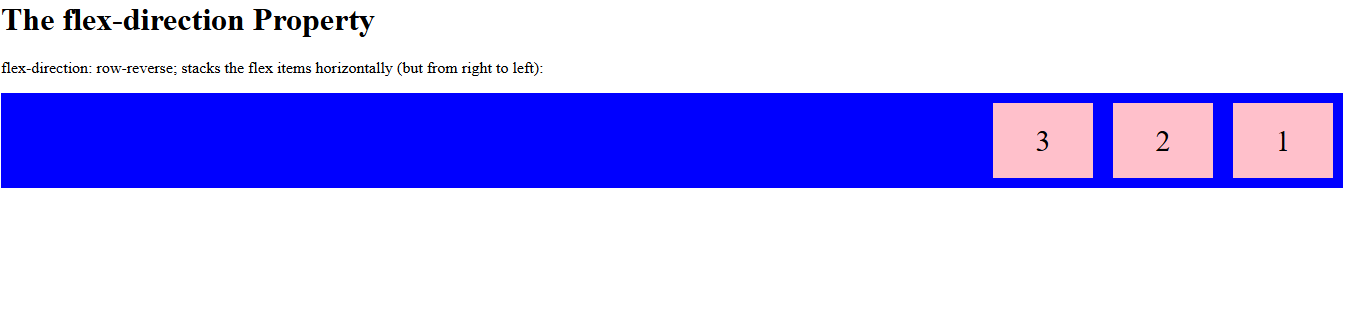 The flex-direction Property
flex-direction: row-reverse; stacks the flex items horizontally (but from right to left):
3 2 1